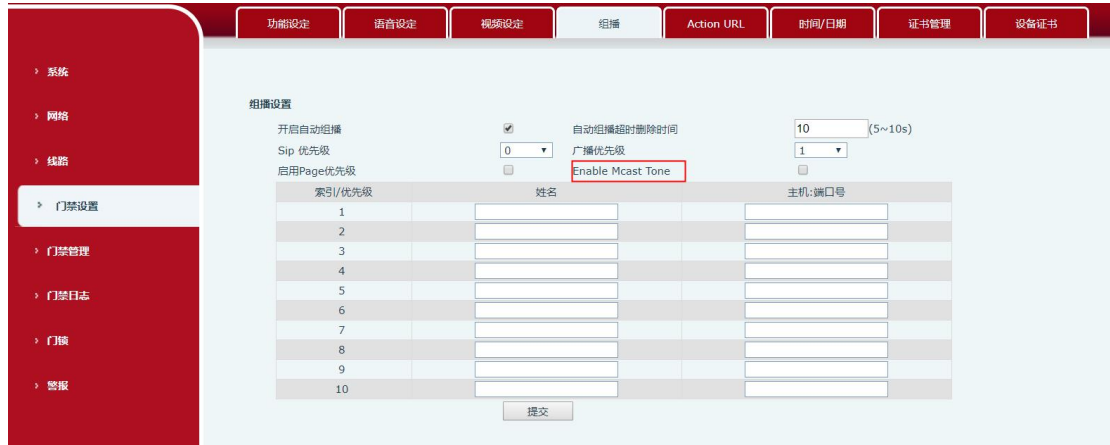 功能设定 语音设定 视频设定 组播 Action URL 时间/日期 证书管理 设备证书
系统
网络
线路
门禁设置
门禁管理
门禁日志
门锁
警报
组播设置
开启自动组播 自动组播超时删除时间 10 (5~10s)
Sip 优先级 0 广播优先级 1
启用Page优先级 Enable Mcast Tone
索引/优先级 姓名 主机:端口号
1
2
3
4
5
6
7
8
9
10
提交